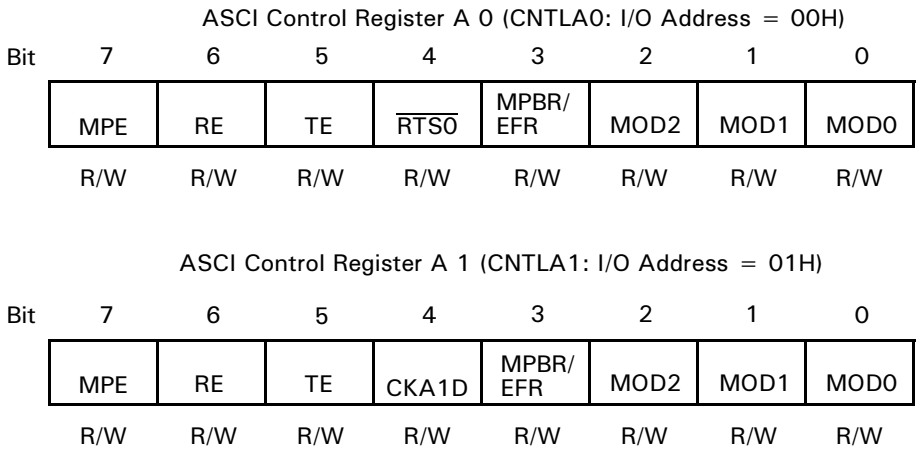 ASCI Control Register A 0 (CNTLA0: I/O Address = 00H)
Bit 7 6 5 4 3 2 1 0
MPE RE TE R̅T̅S̅0̅ MPBR/
EFR MOD2 MOD1 MOD0
R/W R/W R/W R/W R/W R/W R/W R/W
ASCI Control Register A 1 (CNTLA1: I/O Address = 01H)
Bit 7 6 5 4 3 2 1 0
MPE RE TE CKA1D MPBR/
EFR MOD2 MOD1 MOD0
R/W R/W R/W R/W R/W R/W R/W R/W